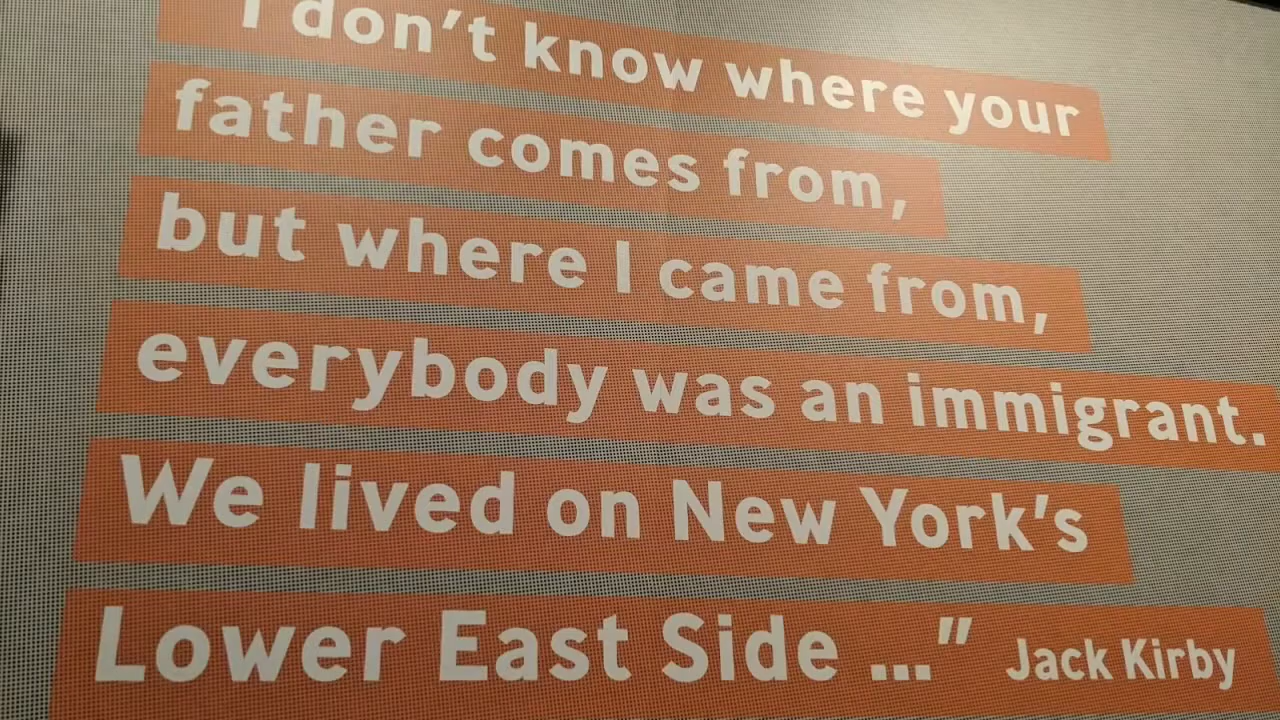 I don't know where your
father comes from,
but where I came from,
everybody was an immigrant.
We lived on New York's
Lower East Side ..." Jack Kirby